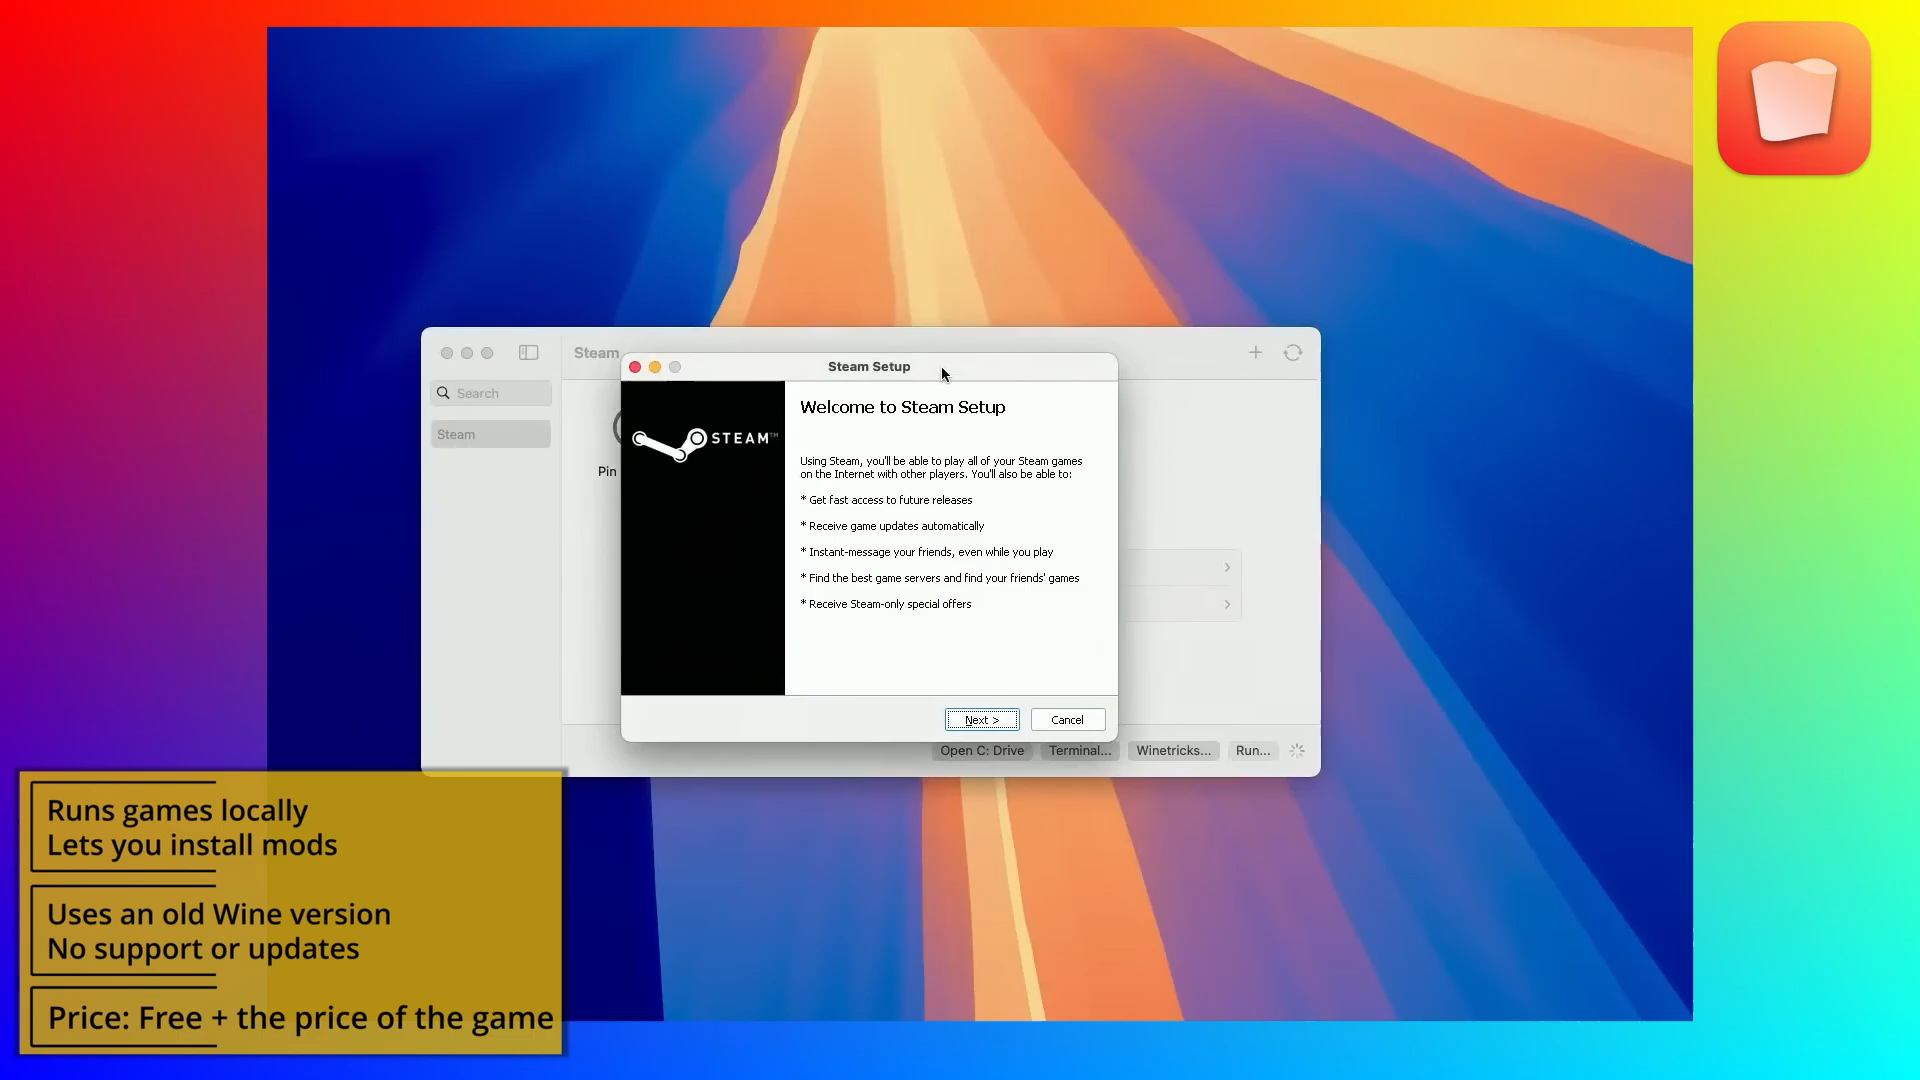 Steam
Search
Steam
Pin
Steam Setup
STEAM™
Welcome to Steam Setup
Using Steam, you'll be able to play all of your Steam games
on the Internet with other players. You'll also be able to:
* Get fast access to future releases
* Receive game updates automatically
* Instant-message your friends, even while you play
* Find the best game servers and find your friends' games
* Receive Steam-only special offers
Next >
Cancel
Open C: Drive
Terminal...
Winetricks...
Run...
Runs games locally
Lets you install mods
Uses an old Wine version
No support or updates
Price: Free + the price of the game